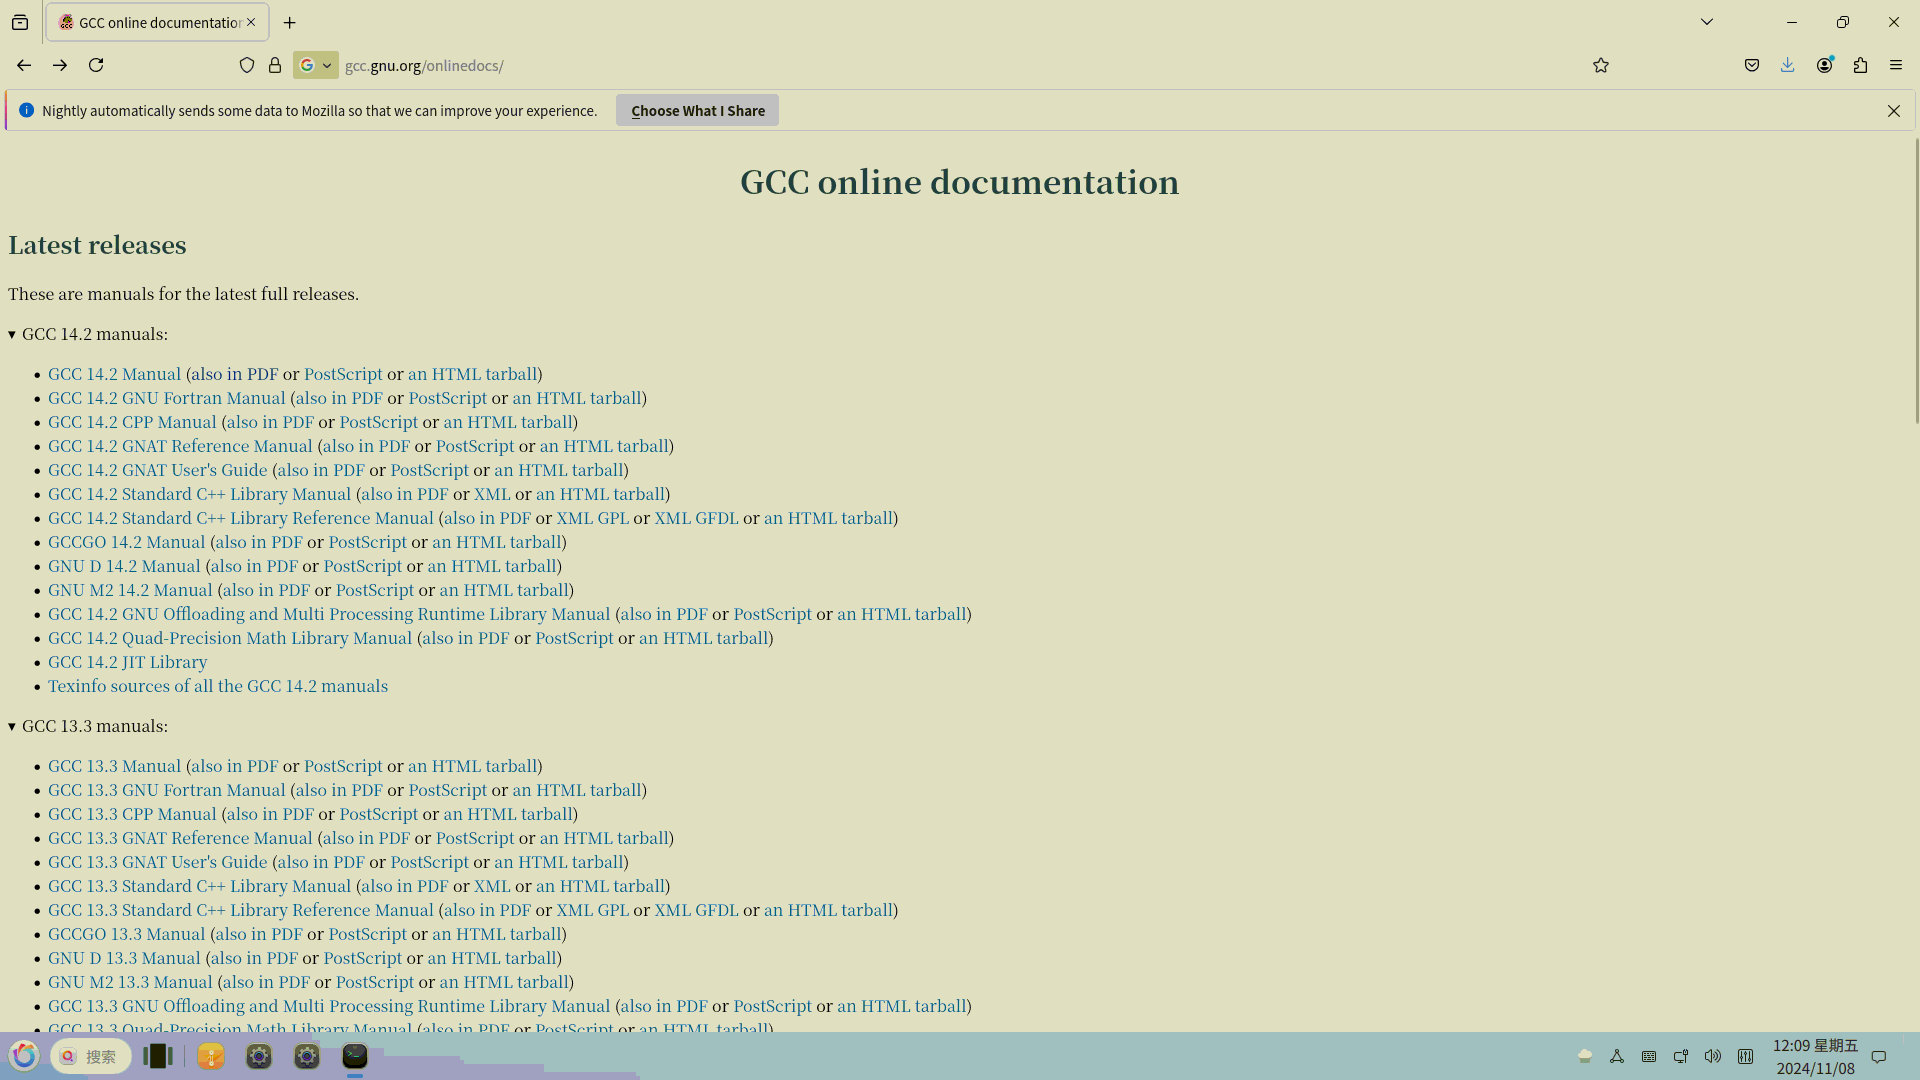 GCC online documentation
gcc.gnu.org/onlinedocs/
Nightly automatically sends some data to Mozilla so that we can improve your experience. Choose What I Share
GCC online documentation
Latest releases
These are manuals for the latest full releases.
▾ GCC 14.2 manuals:
• GCC 14.2 Manual (also in PDF or PostScript or an HTML tarball)
• GCC 14.2 GNU Fortran Manual (also in PDF or PostScript or an HTML tarball)
• GCC 14.2 CPP Manual (also in PDF or PostScript or an HTML tarball)
• GCC 14.2 GNAT Reference Manual (also in PDF or PostScript or an HTML tarball)
• GCC 14.2 GNAT User's Guide (also in PDF or PostScript or an HTML tarball)
• GCC 14.2 Standard C++ Library Manual (also in PDF or XML or an HTML tarball)
• GCC 14.2 Standard C++ Library Reference Manual (also in PDF or XML GPL or XML GFDL or an HTML tarball)
• GCCGO 14.2 Manual (also in PDF or PostScript or an HTML tarball)
• GNU D 14.2 Manual (also in PDF or PostScript or an HTML tarball)
• GNU M2 14.2 Manual (also in PDF or PostScript or an HTML tarball)
• GCC 14.2 GNU Offloading and Multi Processing Runtime Library Manual (also in PDF or PostScript or an HTML tarball)
• GCC 14.2 Quad-Precision Math Library Manual (also in PDF or PostScript or an HTML tarball)
• GCC 14.2 JIT Library
• Texinfo sources of all the GCC 14.2 manuals
▾ GCC 13.3 manuals:
• GCC 13.3 Manual (also in PDF or PostScript or an HTML tarball)
• GCC 13.3 GNU Fortran Manual (also in PDF or PostScript or an HTML tarball)
• GCC 13.3 CPP Manual (also in PDF or PostScript or an HTML tarball)
• GCC 13.3 GNAT Reference Manual (also in PDF or PostScript or an HTML tarball)
• GCC 13.3 GNAT User's Guide (also in PDF or PostScript or an HTML tarball)
• GCC 13.3 Standard C++ Library Manual (also in PDF or XML or an HTML tarball)
• GCC 13.3 Standard C++ Library Reference Manual (also in PDF or XML GPL or XML GFDL or an HTML tarball)
• GCCGO 13.3 Manual (also in PDF or PostScript or an HTML tarball)
• GNU D 13.3 Manual (also in PDF or PostScript or an HTML tarball)
• GNU M2 13.3 Manual (also in PDF or PostScript or an HTML tarball)
• GCC 13.3 GNU Offloading and Multi Processing Runtime Library Manual (also in PDF or PostScript or an HTML tarball)
• GCC 13.3 Quad-Precision Math Library Manual (also in PDF or PostScript or an HTML tarball)
搜索
12:09 星期五
2024/11/08